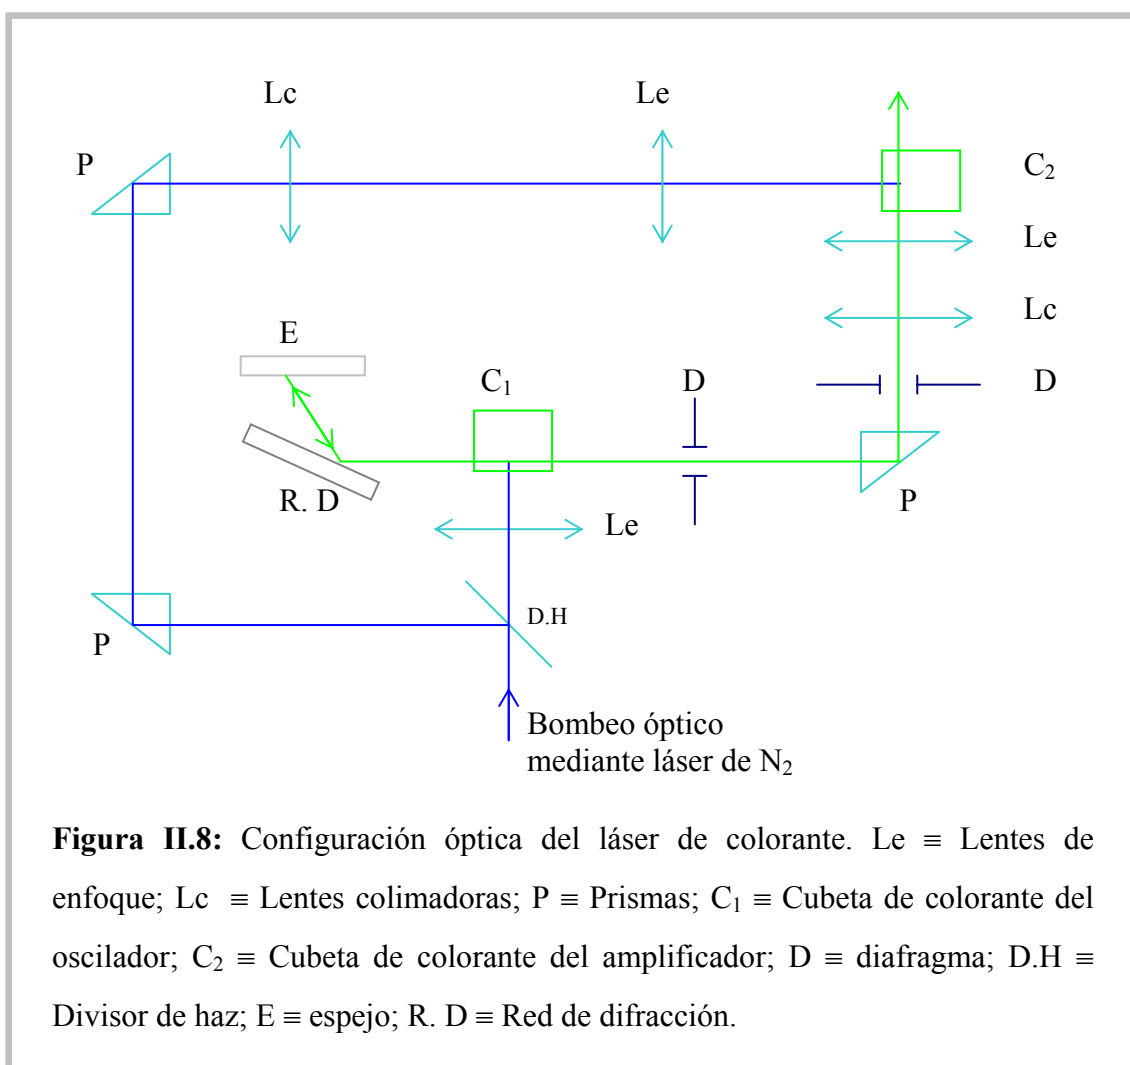 Lc
Le
P
C₂
Le
E
Lc
C₁
D
D
R. D
P
Le
D.H
P
Bombeo óptico
mediante láser de N₂
Figura II.8: Configuración óptica del láser de colorante. Le ≡ Lentes de
enfoque; Lc ≡ Lentes colimadoras; P ≡ Prismas; C₁ ≡ Cubeta de colorante del
oscilador; C₂ ≡ Cubeta de colorante del amplificador; D ≡ diafragma; D.H ≡
Divisor de haz; E ≡ espejo; R. D ≡ Red de difracción.